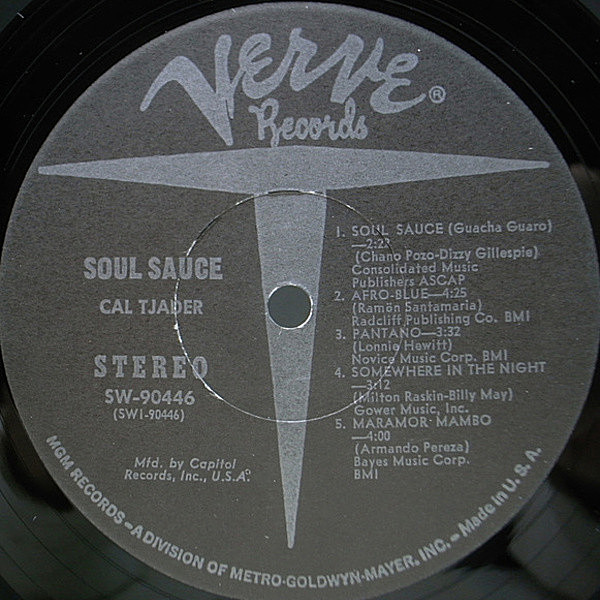 Verve®
Records
SOUL SAUCE
CAL TJADER
STEREO
SW-90446
(SW1-90446)
Mfd. by Capitol
Records, Inc., U.S.A.
1. SOUL SAUCE (Guacha Guaro)
—2:22
(Chano Pozo-Dizzy Gillespie)
Consolidated Music
Publishers ASCAP
2. AFRO-BLUE—4:25
(Ramón Santamaria)
Radcliff Publishing Co. BMI
3. PANTANO—3:32
(Lonnie Hewitt)
Novice Music Corp. BMI
4. SOMEWHERE IN THE NIGHT
—3:12
(Milton Raskin-Billy May)
Gower Music, Inc.
5. MARAMOR MAMBO
—4:00
(Armando Pereza)
Bayes Music Corp.
BMI
MGM RECORDS—A DIVISION OF METRO-GOLDWYN-MAYER, INC.—Made in U.S.A.